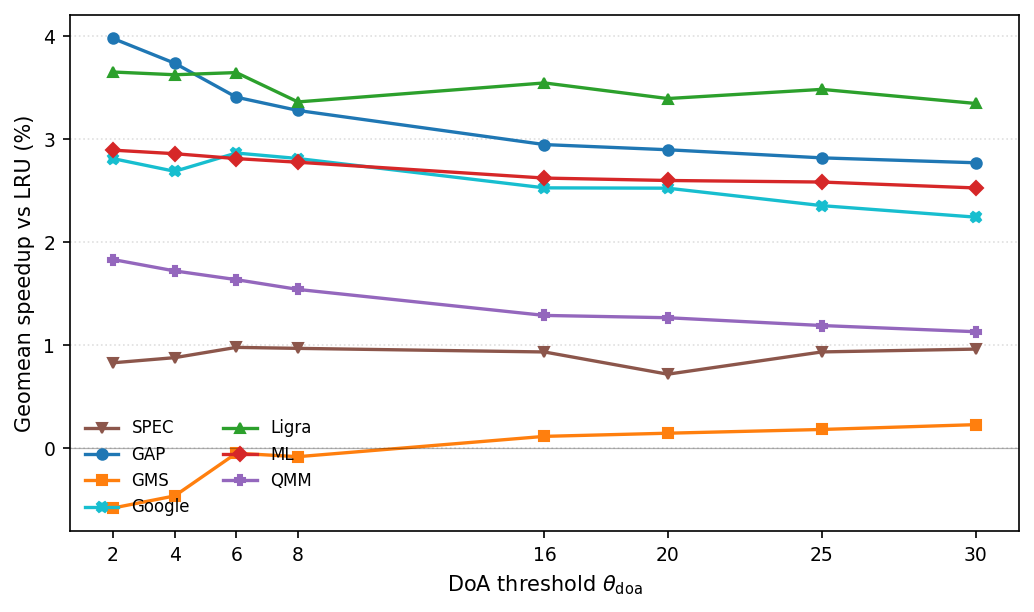 4
3
2
1
0
Geomean speedup vs LRU (%)
SPEC
GAP
GMS
Google
Ligra
ML
QMM
2 4 6 8 16 20 25 30
DoA threshold θdoa